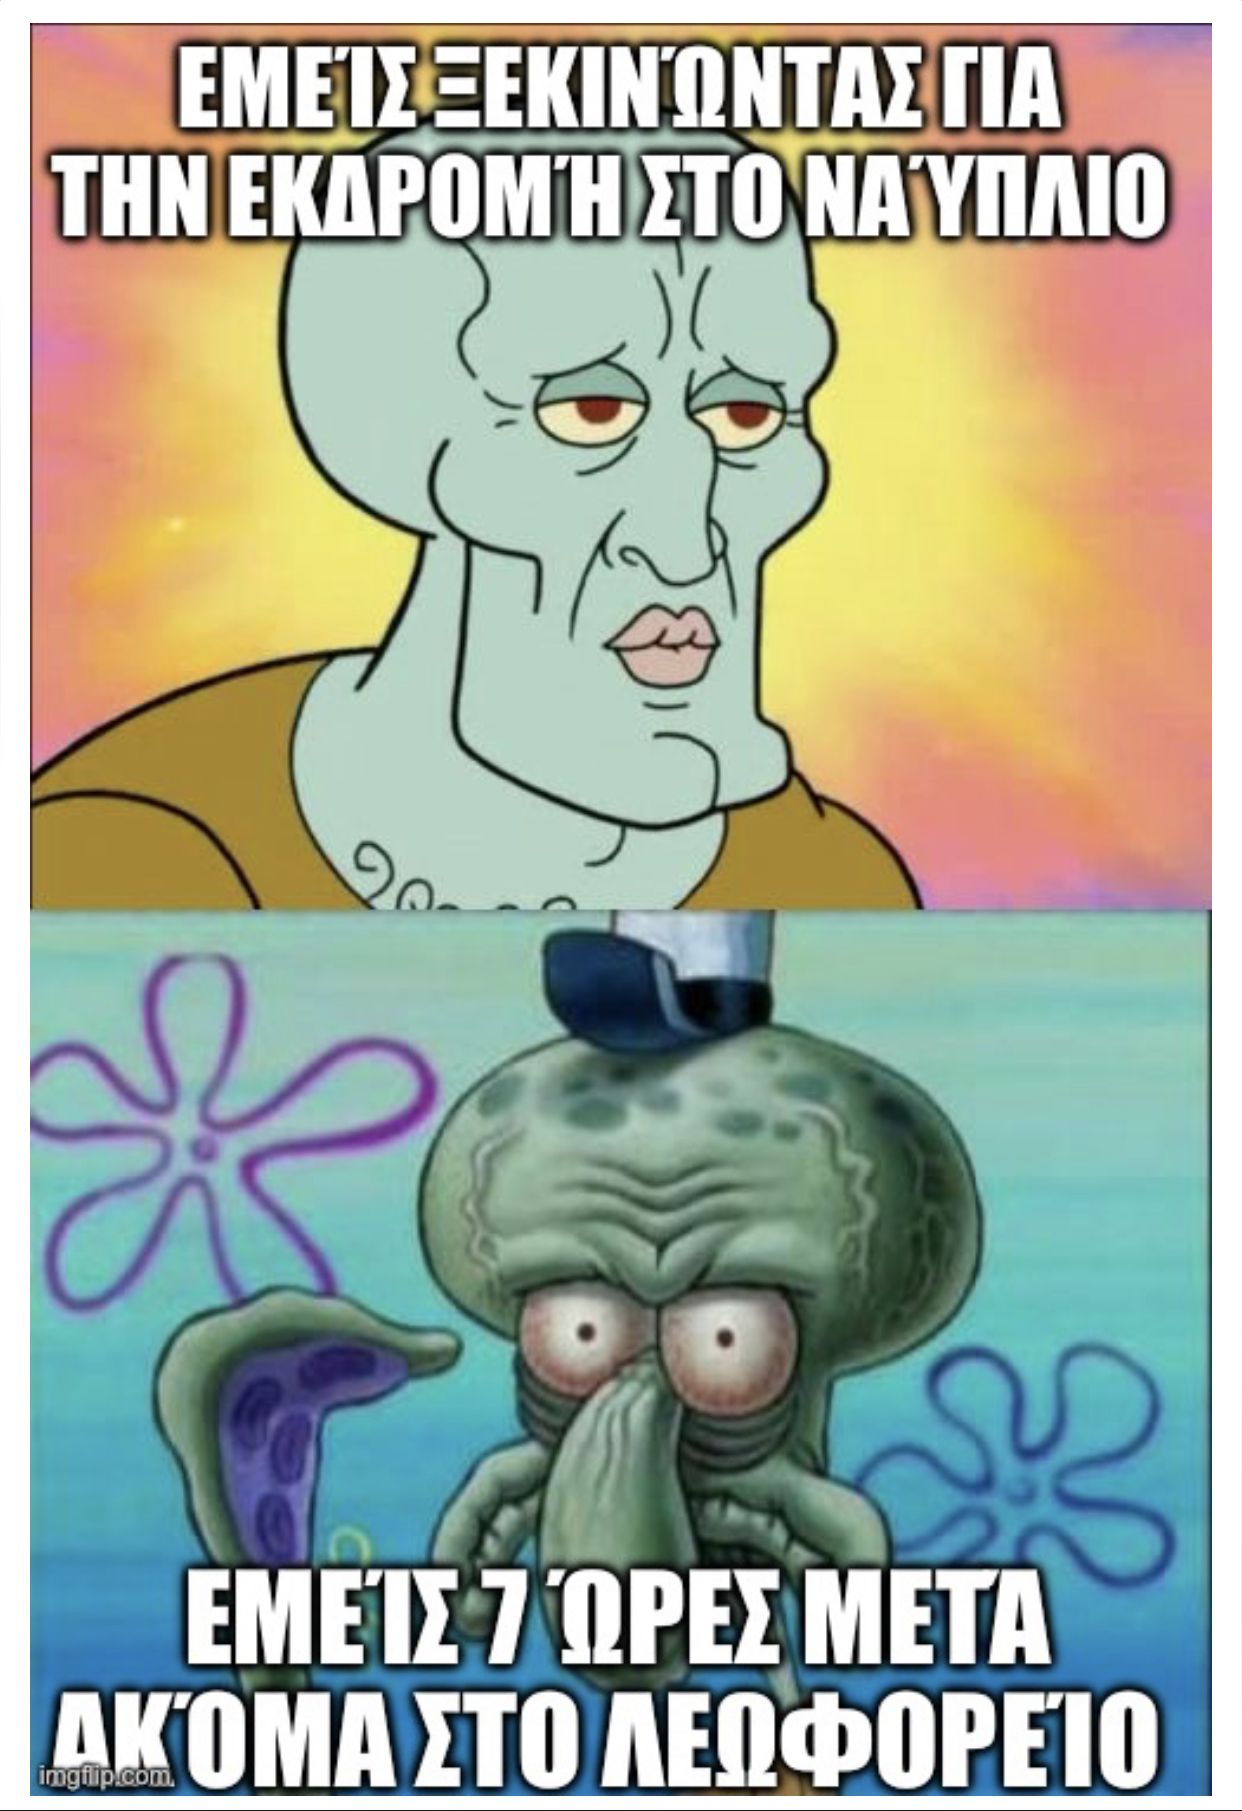 ΕΜΕΊΣ ΞΕΚΙΝΏΝΤΑΣ ΓΙΑ
ΤΗΝ ΕΚΔΡΟΜΉ ΣΤΟ ΝΑΎΠΛΙΟ
ΕΜΕΊΣ 7 ΏΡΕΣ ΜΕΤΆ
ΑΚΌΜΑ ΣΤΟ ΛΕΩΦΟΡΕΊΟ
imgflip.com